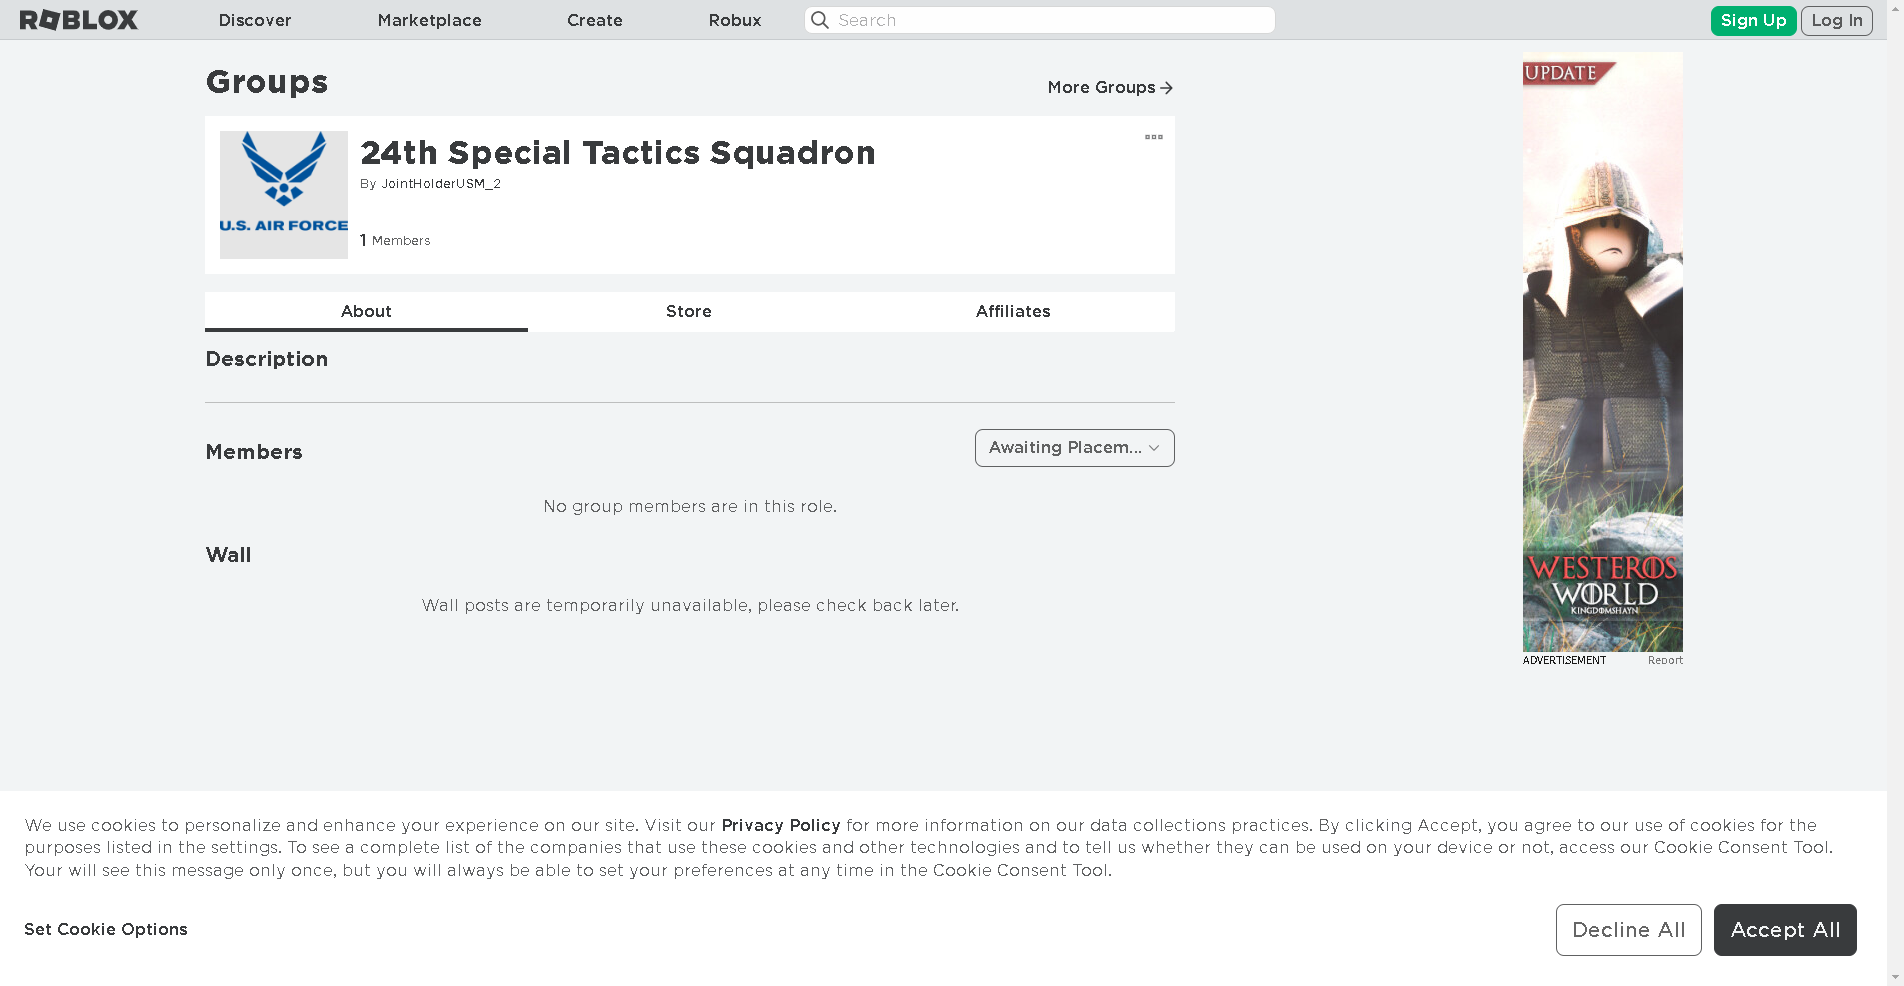 ROBLOX
Discover
Marketplace
Create
Robux
Search
Sign Up
Log In
Groups
More Groups
24th Special Tactics Squadron
By JointHolderUSM_2
1 Members
U.S. AIR FORCE
About
Store
Affiliates
Description
Members
Awaiting Placem...
No group members are in this role.
Wall
Wall posts are temporarily unavailable, please check back later.
UPDATE
WESTEROS
WORLD
KINGDOMSHAYN
ADVERTISEMENT
Report
We use cookies to personalize and enhance your experience on our site. Visit our Privacy Policy for more information on our data collections practices. By clicking Accept, you agree to our use of cookies for the
purposes listed in the settings. To see a complete list of the companies that use these cookies and other technologies and to tell us whether they can be used on your device or not, access our Cookie Consent Tool.
Your will see this message only once, but you will always be able to set your preferences at any time in the Cookie Consent Tool.
Set Cookie Options
Decline All
Accept All